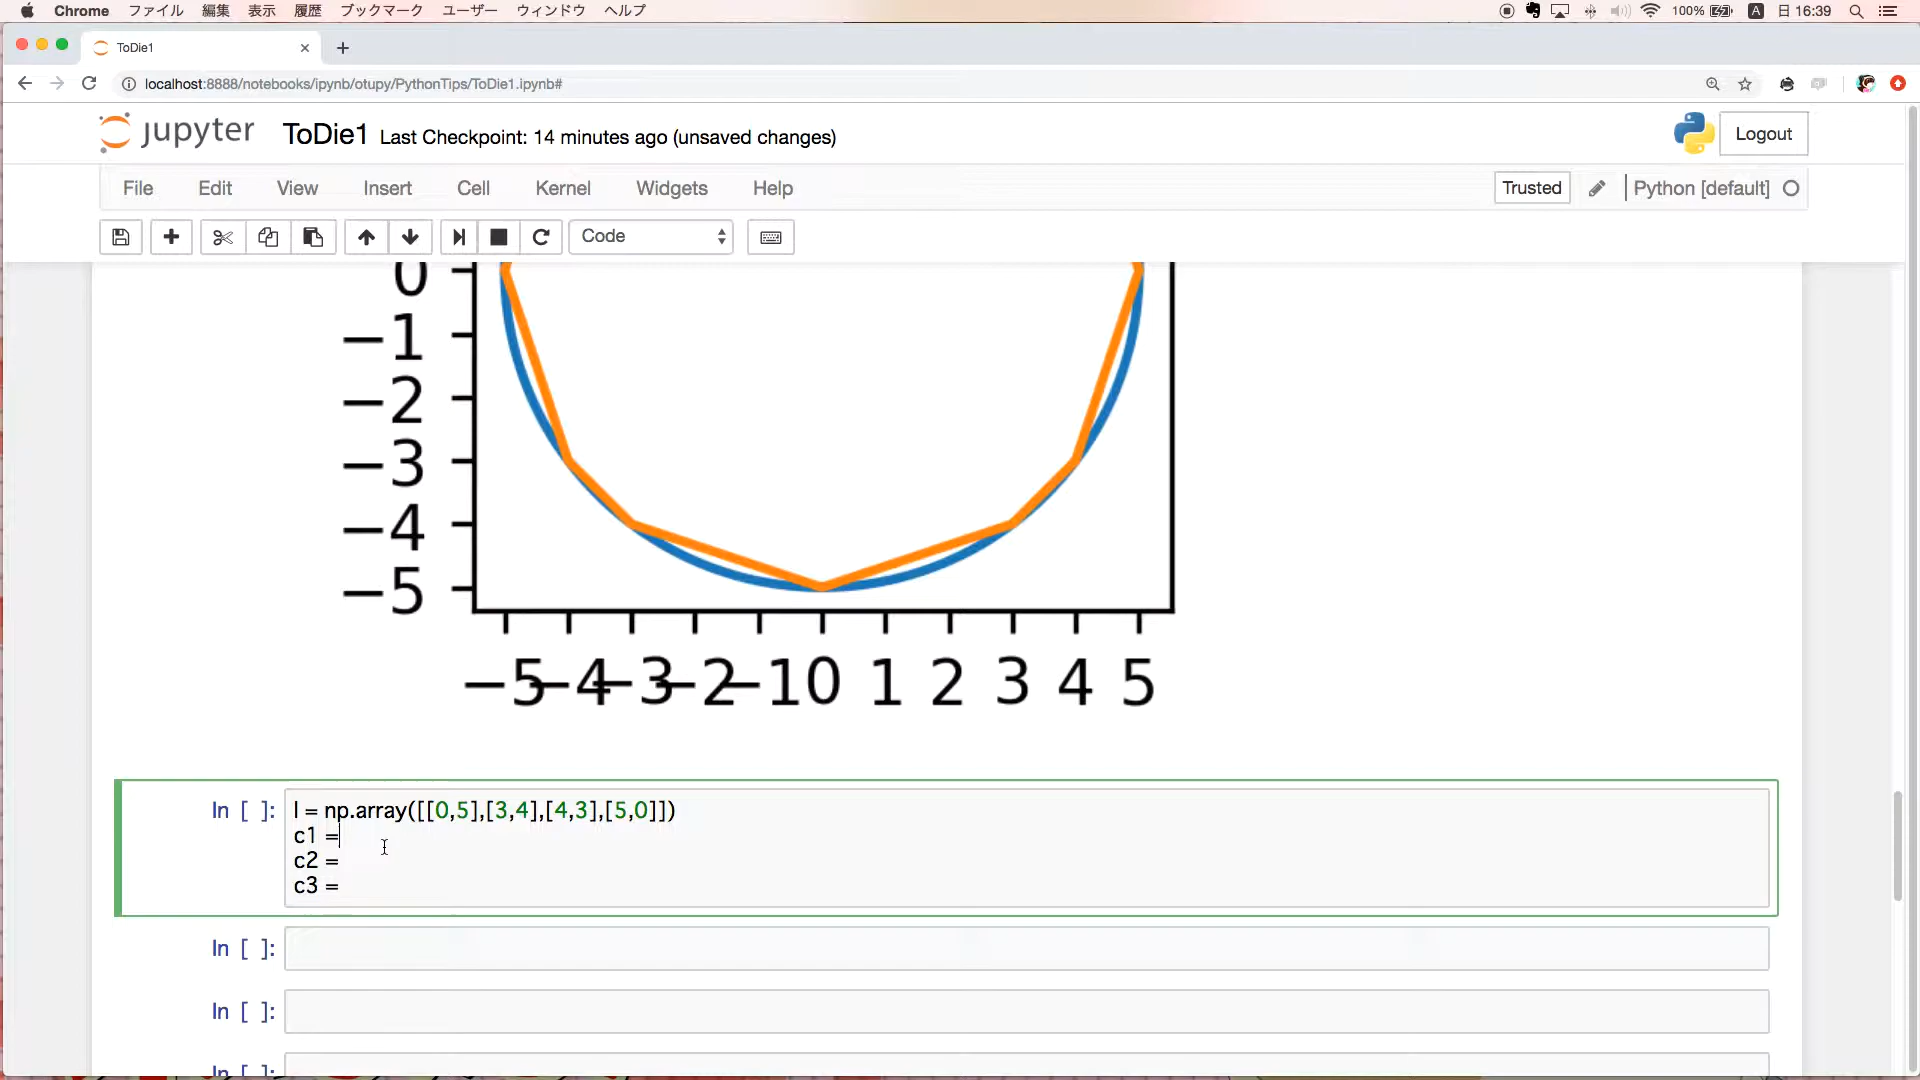 Chrome ファイル 編集 表示 履歴 ブックマーク ユーザー ウィンドウ ヘルプ 100% A 日 16:39
ToDie1
localhost:8888/notebooks/ipynb/otupy/PythonTips/ToDie1.ipynb#
jupyter ToDie1 Last Checkpoint: 14 minutes ago (unsaved changes) Logout
File Edit View Insert Cell Kernel Widgets Help Trusted Python [default]
Code
0
−1
−2
−3
−4
−5
−5 −4 −3 −2 −1 0 1 2 3 4 5
In [ ]: l = np.array([[0,5],[3,4],[4,3],[5,0]])
c1 =
c2 =
c3 =
In [ ]:
In [ ]:
In [ ]: